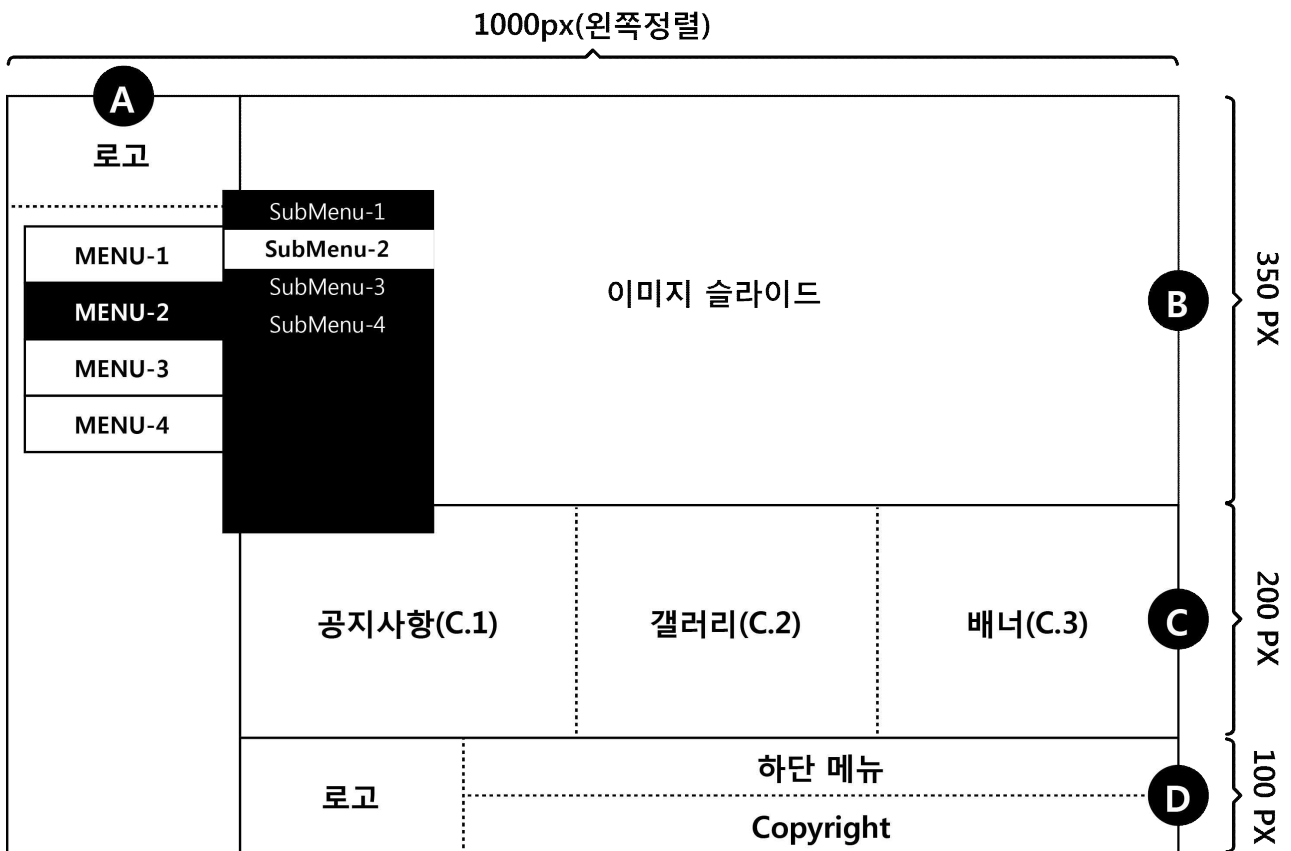 1000px(왼쪽정렬)
A
로고
SubMenu-1
MENU-1
SubMenu-2
SubMenu-3
MENU-2
SubMenu-4
MENU-3
MENU-4
이미지 슬라이드
B
350 PX
공지사항(C.1)
갤러리(C.2)
배너(C.3)
C
200 PX
로고
하단 메뉴
Copyright
D
100 PX